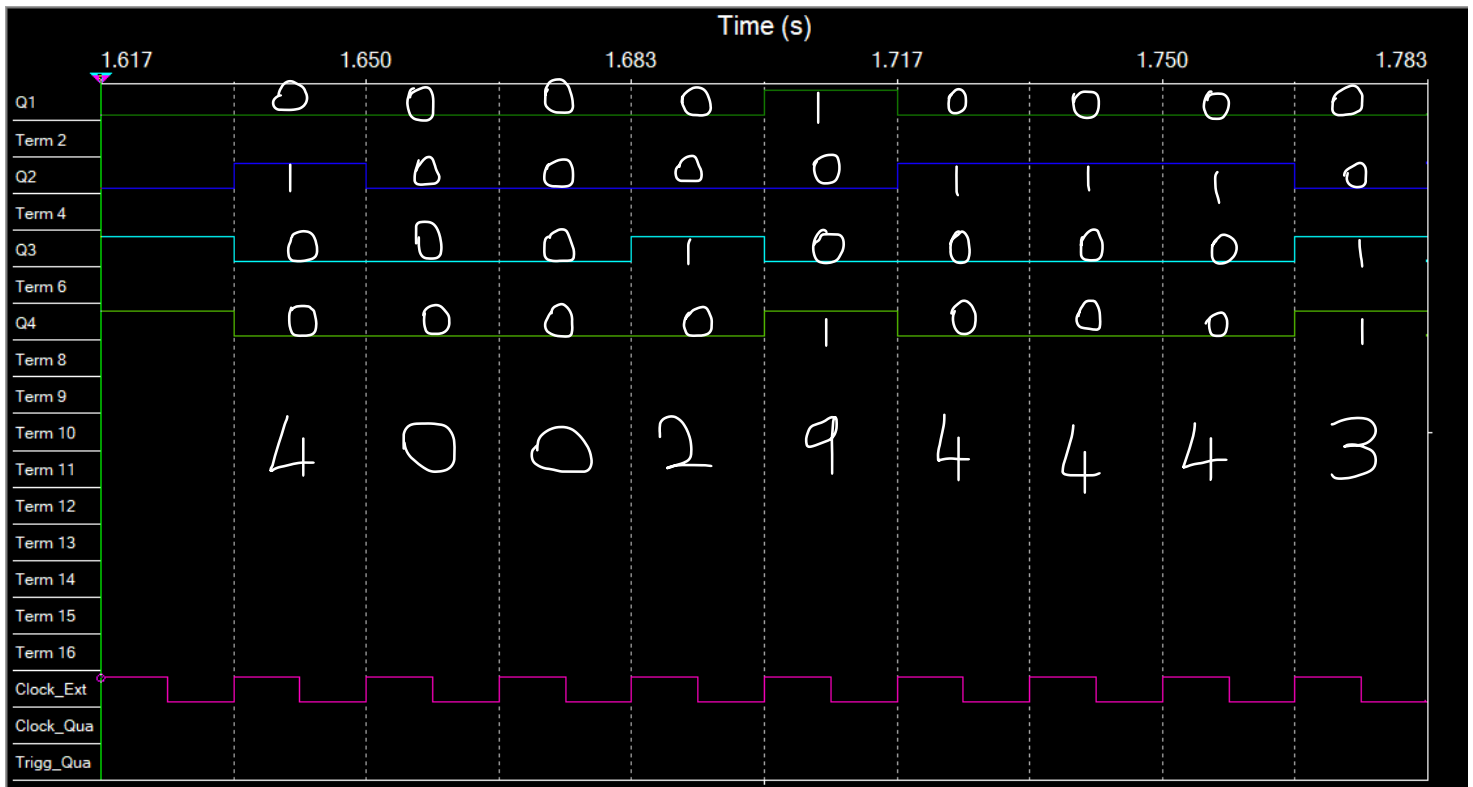 Time (s)
1.617 1.650 1.683 1.717 1.750 1.783
Q1 0 0 0 0 1 0 0 0 0
Term 2
Q2 1 0 0 0 0 1 1 1 0
Term 4
Q3 0 0 0 1 0 0 0 0 1
Term 6
Q4 0 0 0 0 1 0 0 0 1
Term 8
Term 9
Term 10
4 0 0 2 9 4 4 4 3
Term 11
Term 12
Term 13
Term 14
Term 15
Term 16
Clock_Ext
Clock_Qua
Trigg_Qua